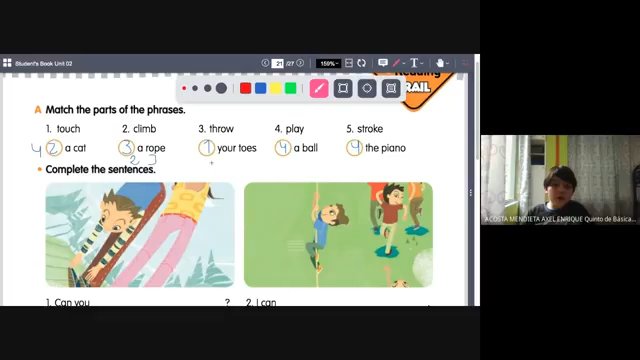 Student's Book Unit 02
21 /27
159%
T
Reading
TRAIL
A Match the parts of the phrases.
1. touch 2. climb 3. throw 4. play 5. stroke
4 2 a cat 3 a rope 1 your toes 4 a ball 4 the piano
2 3
• Complete the sentences.
1. Can you ? 2. I can .
ACOSTA MENDIETA AXEL ENRIQUE Quinto de Básica...